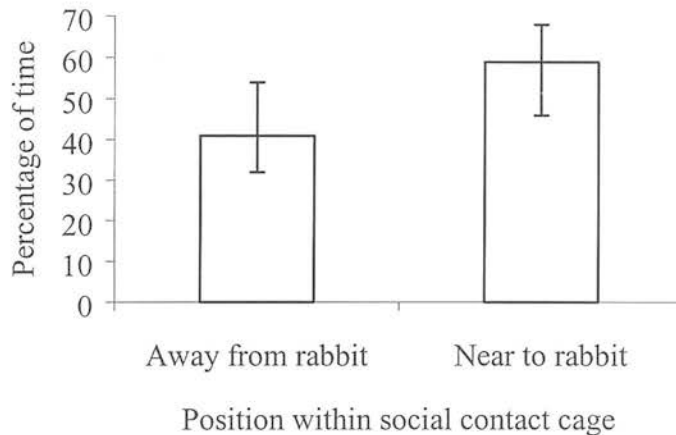 Percentage of time
70
60
50
40
30
20
10
0
Away from rabbit
Near to rabbit
Position within social contact cage